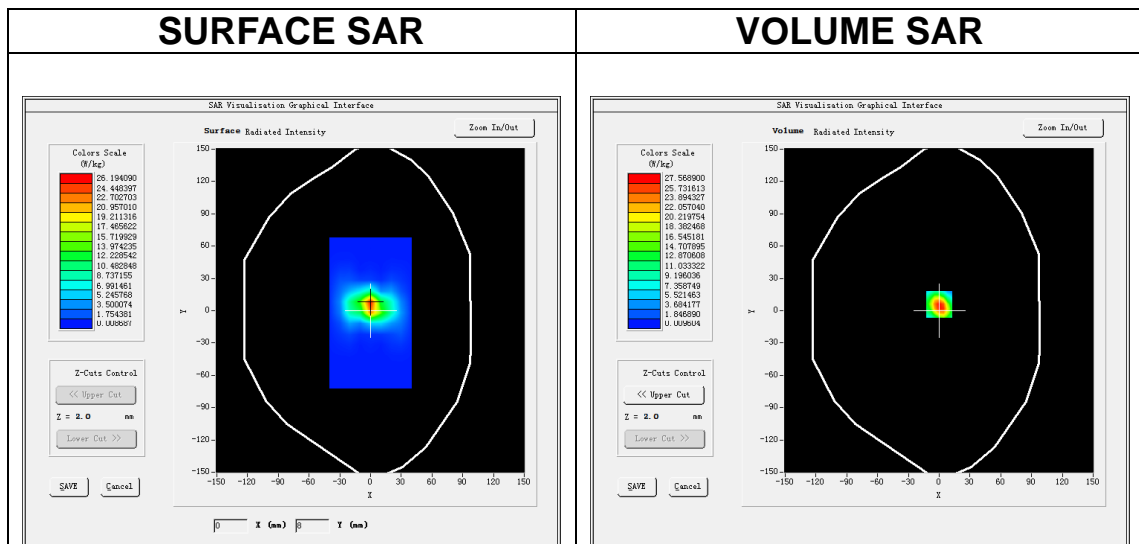 SURFACE SAR
VOLUME SAR
SAR Visualisation Graphical Interface
Surface Radiated Intensity
Zoom In/Out
Colors Scale
(W/kg)
26.194090
24.448397
22.702703
20.957010
19.211316
17.465622
15.719929
13.974235
12.228542
10.482848
8.737155
6.991461
5.245768
3.500074
1.754381
0.008687
150
120
90
60
30
0
-30
-60
-90
-120
-150
Y
-150 -120 -90 -60 -30 0 30 60 90 120 150
X
Z-Cuts Control
<< Upper Cut
Z = 2.0 mm
Lower Cut >>
SAVE Cancel
0 X (mm) 8 Y (mm)
SAR Visualisation Graphical Interface
Volume Radiated Intensity
Zoom In/Out
Colors Scale
(W/kg)
27.568900
25.731613
23.894327
22.057040
20.219754
18.382468
16.545181
14.707895
12.870608
11.033322
9.196036
7.358749
5.521463
3.684177
1.846890
0.009604
150
120
90
60
30
0
-30
-60
-90
-120
-150
Y
-150 -120 -90 -60 -30 0 30 60 90 120 150
X
Z-Cuts Control
<< Upper Cut
Z = 2.0 mm
Lower Cut >>
SAVE Cancel